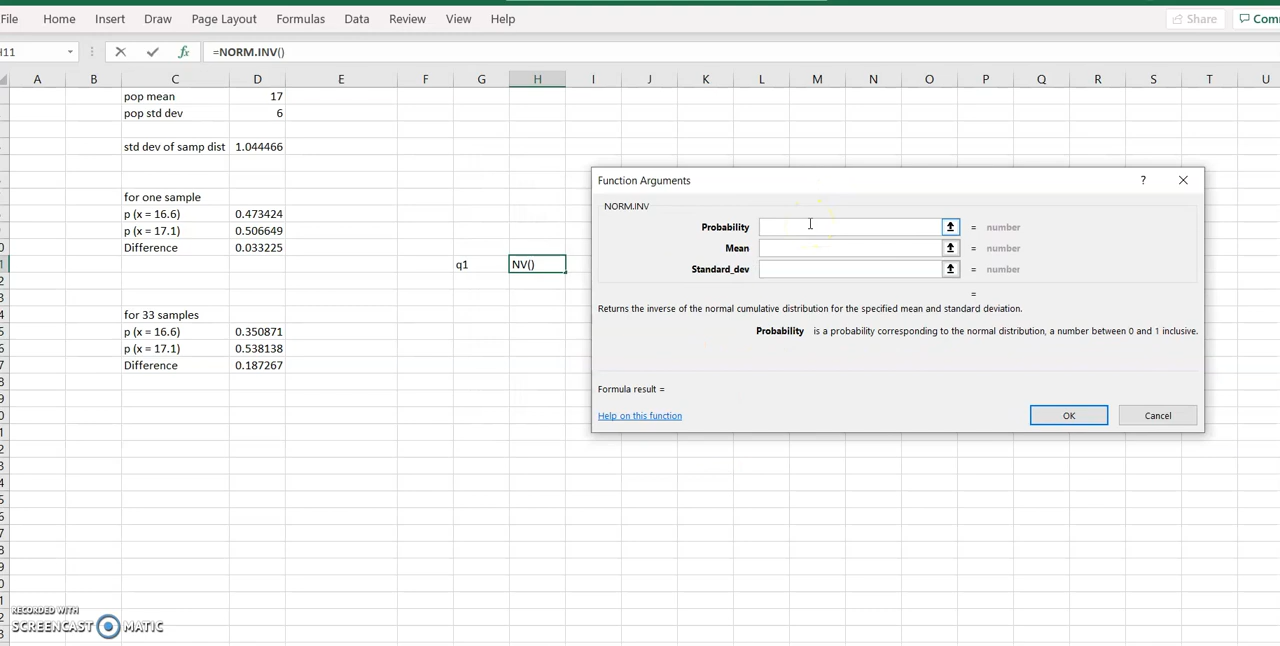 File Home Insert Draw Page Layout Formulas Data Review View Help Share Comm
H11 fx =NORM.INV()
A B C D E F G H I J K L M N O P Q R S T U
pop mean 17
pop std dev 6
std dev of samp dist 1.044466
for one sample
p (x = 16.6) 0.473424
p (x = 17.1) 0.506649
Difference 0.033225
q1 NV()
for 33 samples
p (x = 16.6) 0.350871
p (x = 17.1) 0.538138
Difference 0.187267
Function Arguments ?
NORM.INV
Probability = number
Mean = number
Standard_dev = number
=
Returns the inverse of the normal cumulative distribution for the specified mean and standard deviation.
Probability is a probability corresponding to the normal distribution, a number between 0 and 1 inclusive.
Formula result =
Help on this function OK Cancel
RECORDED WITH
SCREENCAST MATIC